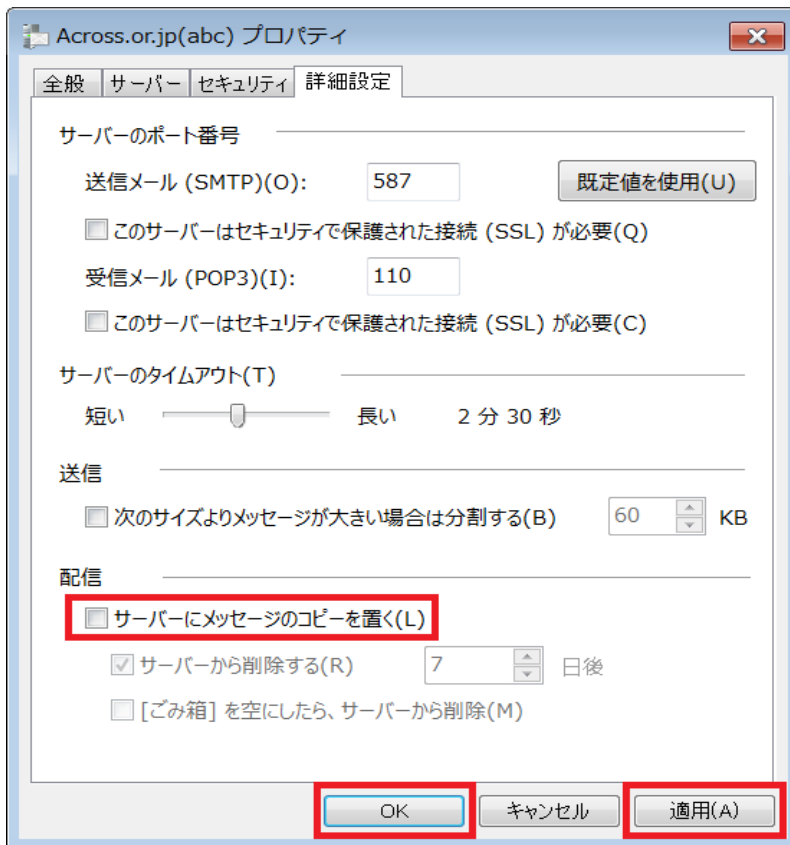 Across.or.jp(abc) プロパティ
全般 サーバー セキュリティ 詳細設定
サーバーのポート番号
送信メール (SMTP)(O): 587 既定値を使用(U)
このサーバーはセキュリティで保護された接続 (SSL) が必要(Q)
受信メール (POP3)(I): 110
このサーバーはセキュリティで保護された接続 (SSL) が必要(C)
サーバーのタイムアウト(T)
短い 長い 2 分 30 秒
送信
次のサイズよりメッセージが大きい場合は分割する(B) 60 KB
配信
サーバーにメッセージのコピーを置く(L)
サーバーから削除する(R) 7 日後
[ごみ箱] を空にしたら、サーバーから削除(M)
OK キャンセル 適用(A)